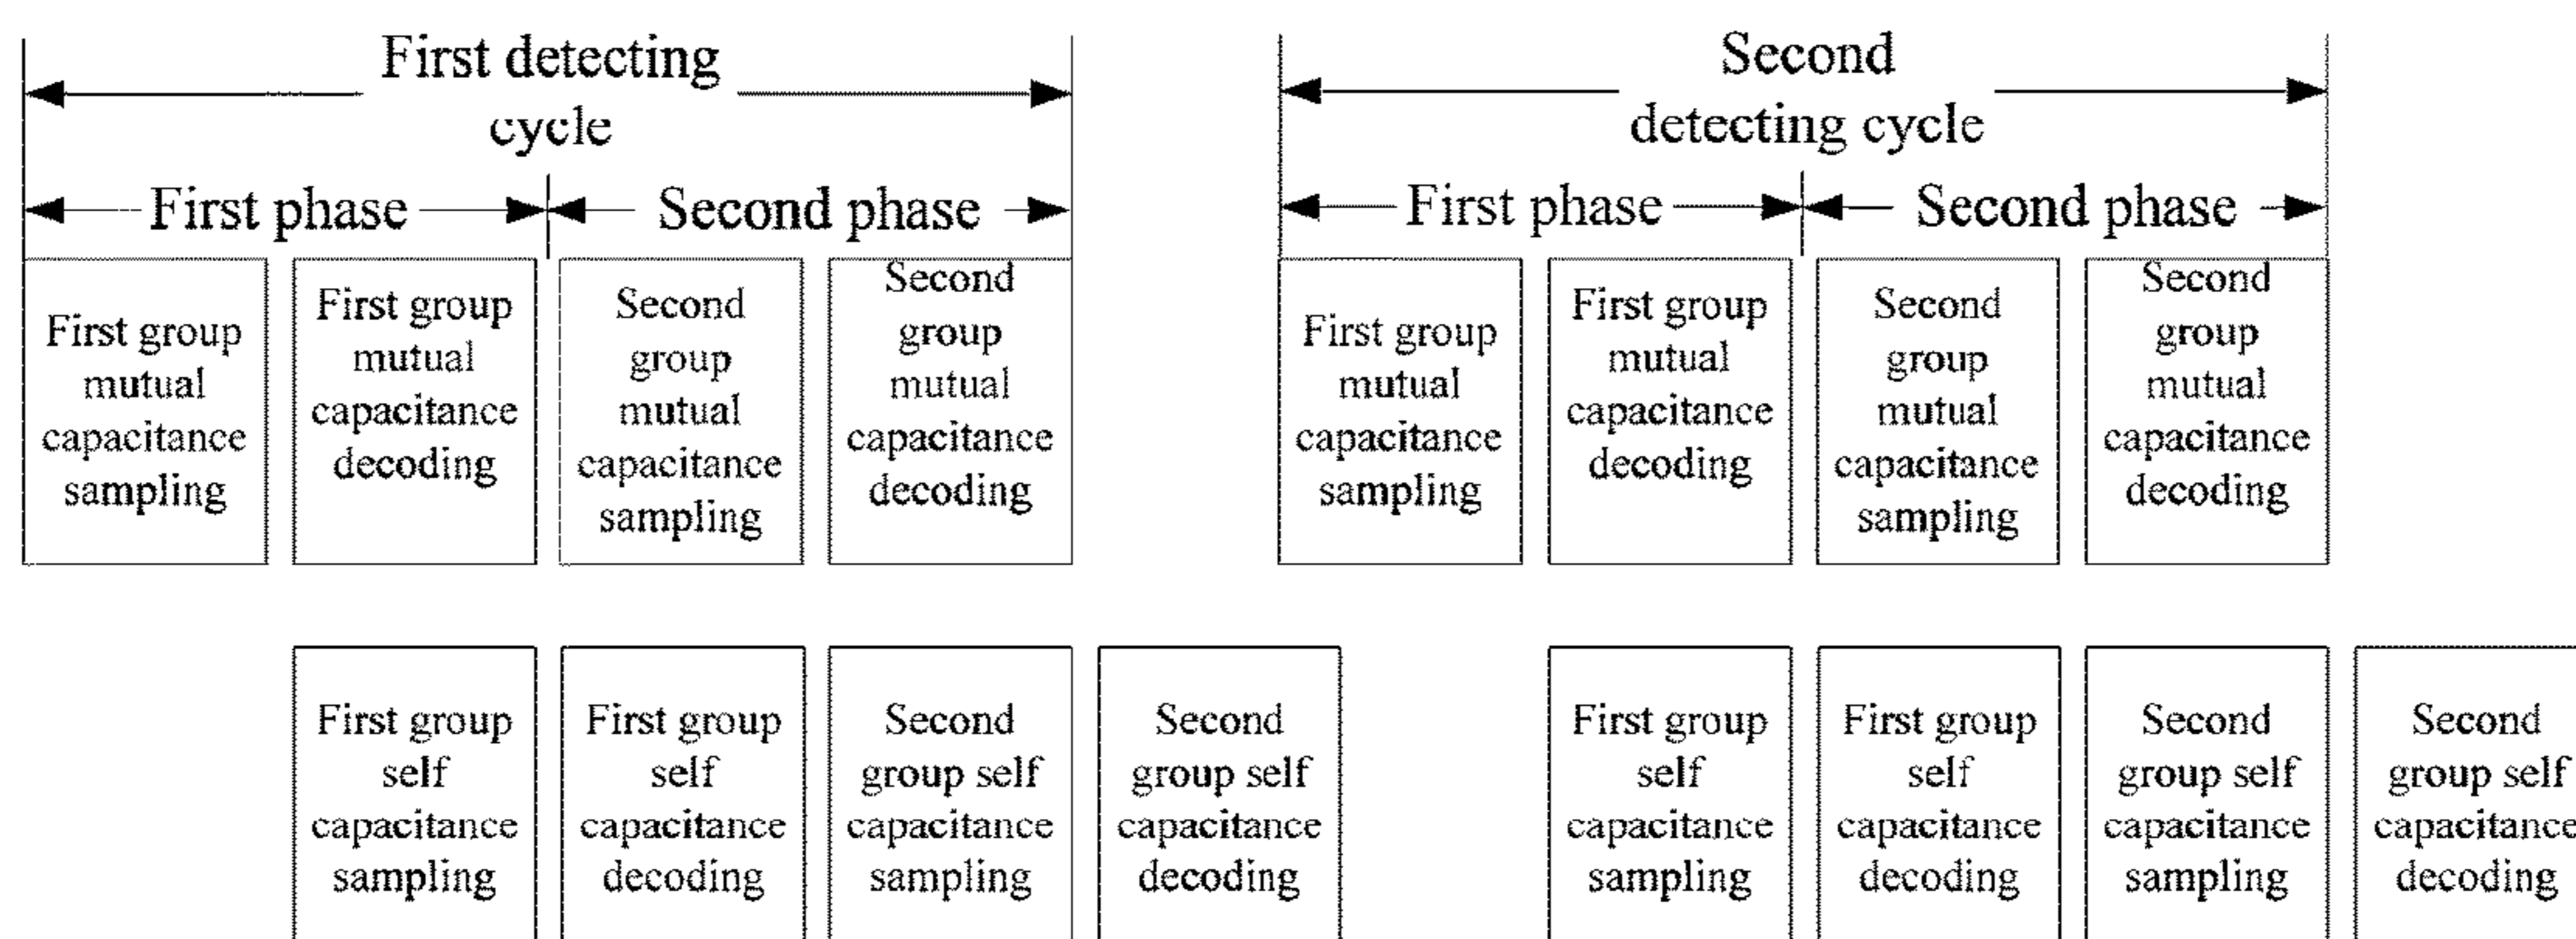 First detecting
cycle
Second
detecting cycle
First phase
Second phase
First phase
Second phase
First group
mutual
capacitance
sampling
First group
mutual
capacitance
decoding
Second
group
mutual
capacitance
sampling
Second
group
mutual
capacitance
decoding
First group
mutual
capacitance
sampling
First group
mutual
capacitance
decoding
Second
group
mutual
capacitance
sampling
Second
group
mutual
capacitance
decoding
First group
self
capacitance
sampling
First group
self
capacitance
decoding
Second
group self
capacitance
sampling
Second
group self
capacitance
decoding
First group
self
capacitance
sampling
First group
self
capacitance
decoding
Second
group self
capacitance
sampling
Second
group self
capacitance
decoding